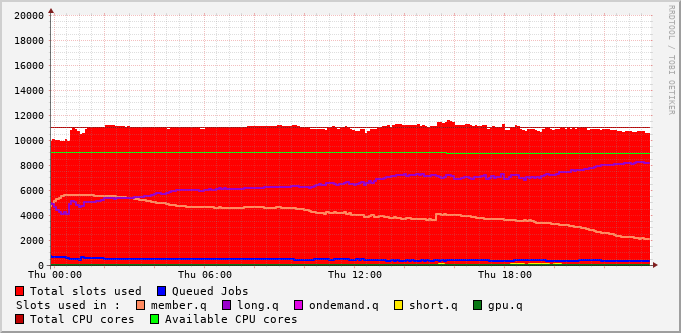 20000
18000
16000
14000
12000
10000
8000
6000
4000
2000
0
Thu 00:00 Thu 06:00 Thu 12:00 Thu 18:00
Total slots used Queued Jobs
Slots used in : member.q long.q ondemand.q short.q gpu.q
Total CPU cores Available CPU cores
RRDTOOL / TOBI OETIKER